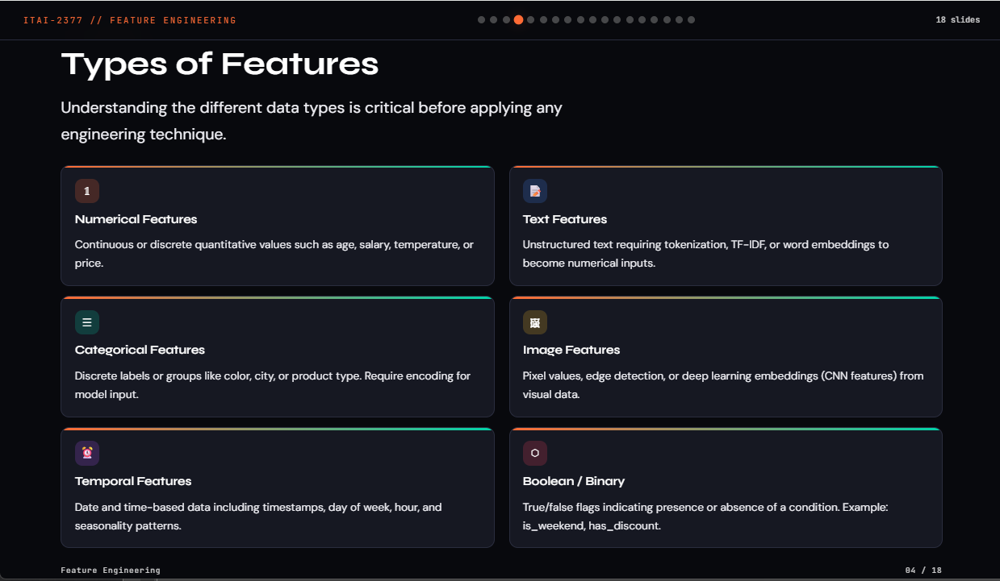 ITAI-2377 // FEATURE ENGINEERING
18 slides
Types of Features
Understanding the different data types is critical before applying any
engineering technique.
1
Numerical Features
Continuous or discrete quantitative values such as age, salary, temperature, or
price.
Text Features
Unstructured text requiring tokenization, TF-IDF, or word embeddings to
become numerical inputs.
Categorical Features
Discrete labels or groups like color, city, or product type. Require encoding for
model input.
Image Features
Pixel values, edge detection, or deep learning embeddings (CNN features) from
visual data.
Temporal Features
Date and time-based data including timestamps, day of week, hour, and
seasonality patterns.
Boolean / Binary
True/false flags indicating presence or absence of a condition. Example:
is_weekend, has_discount.
Feature Engineering
04 / 18